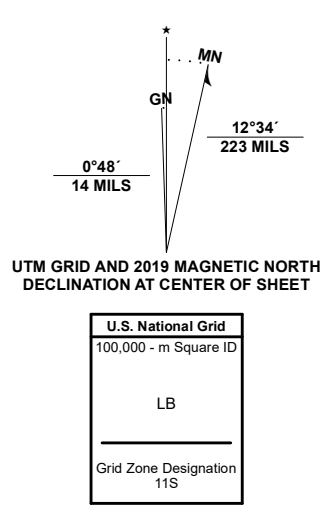 ★
MN
GN
12°34´
223 MILS
0°48´
14 MILS
UTM GRID AND 2019 MAGNETIC NORTH
DECLINATION AT CENTER OF SHEET
U.S. National Grid
100,000 - m Square ID
LB
Grid Zone Designation
11S